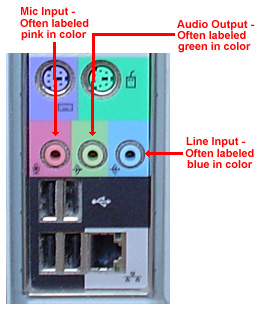 Mic Input -
Often labeled
pink in color
Audio Output -
Often labeled
green in color
Line Input -
Often labeled
blue in color